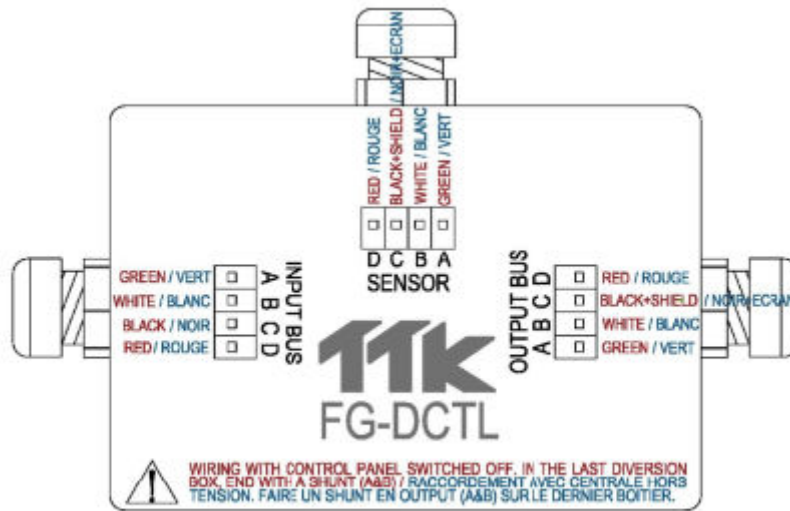 RED / ROUGE
BLACK+SHIELD / NOIR+ECRAN
WHITE / BLANC
GREEN / VERT
D C B A
SENSOR
GREEN / VERT
WHITE / BLANC
BLACK / NOIR
RED / ROUGE
A B C D
INPUT BUS
OUTPUT BUS
A B C D
RED / ROUGE
BLACK+SHIELD / NOIR+ECRAN
WHITE / BLANC
GREEN / VERT
TTK
FG-DCTL
WIRING WITH CONTROL PANEL SWITCHED OFF. IN THE LAST DIVERSION
BOX, END WITH A SHUNT (A&B) / RACCORDEMENT AVEC CENTRALE HORS
TENSION. FAIRE UN SHUNT EN OUTPUT (A&B) SUR LE DERNIER BOITIER.